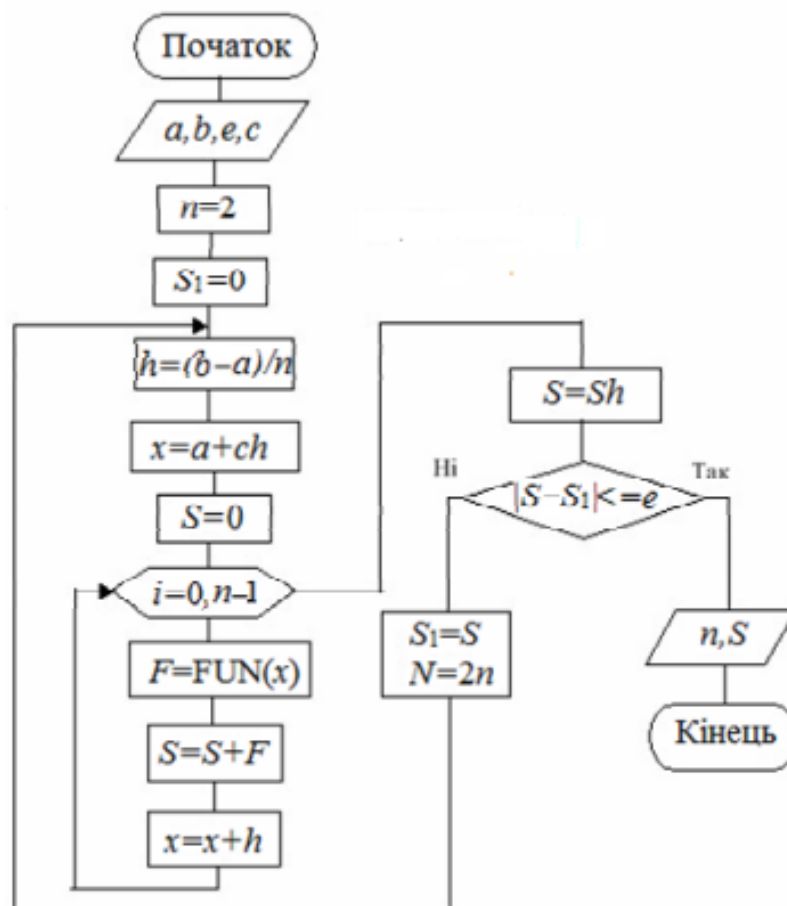 Початок
a,b,e,c
n=2
S₁=0
h=(b–a)/n
x=a+ch
S=0
i=0,n–1
F=FUN(x)
S=S+F
x=x+h
S=Sh
Ні
Так
|S–S₁|<=e
S₁=S
N=2n
n,S
Кінець